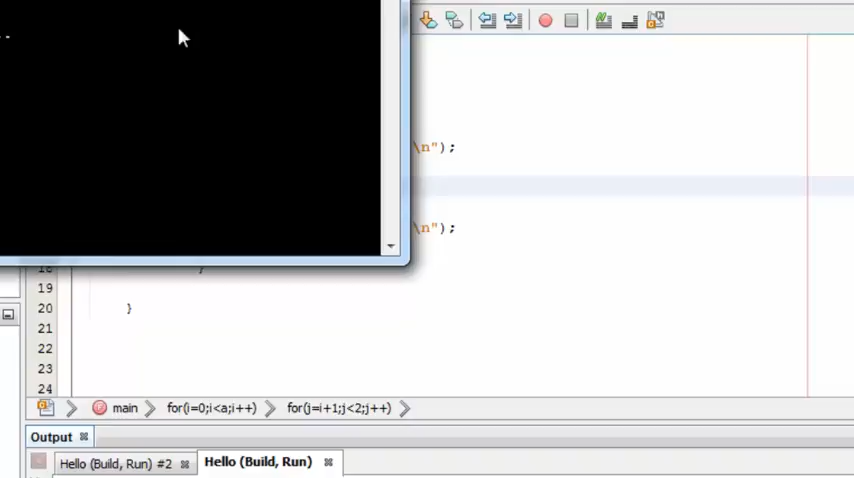 --
\n");
\n");
18 }
19
20 }
21
22
23
24
main for(i=0;i<a;i++) for(j=i+1;j<2;j++)
Output
Hello (Build, Run) #2 Hello (Build, Run)